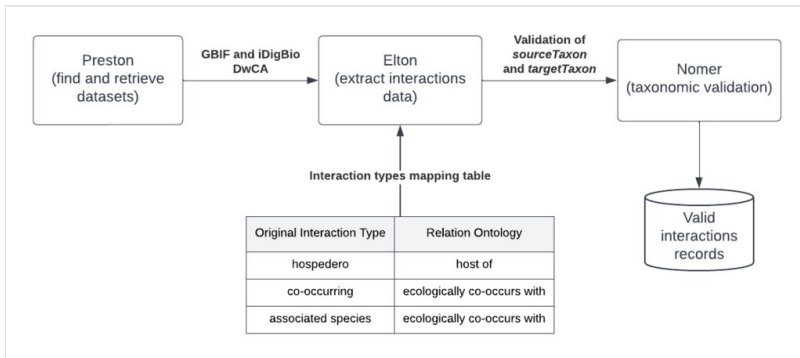 Preston
(find and retrieve
datasets)
GBIF and iDigBio
DwCA
Elton
(extract interactions
data)
Validation of
sourceTaxon
and targetTaxon
Nomer
(taxonomic validation)
Interaction types mapping table
Original Interaction Type Relation Ontology
hospedero host of
co-occurring ecologically co-occurs with
associated species ecologically co-occurs with
Valid
interactions
records